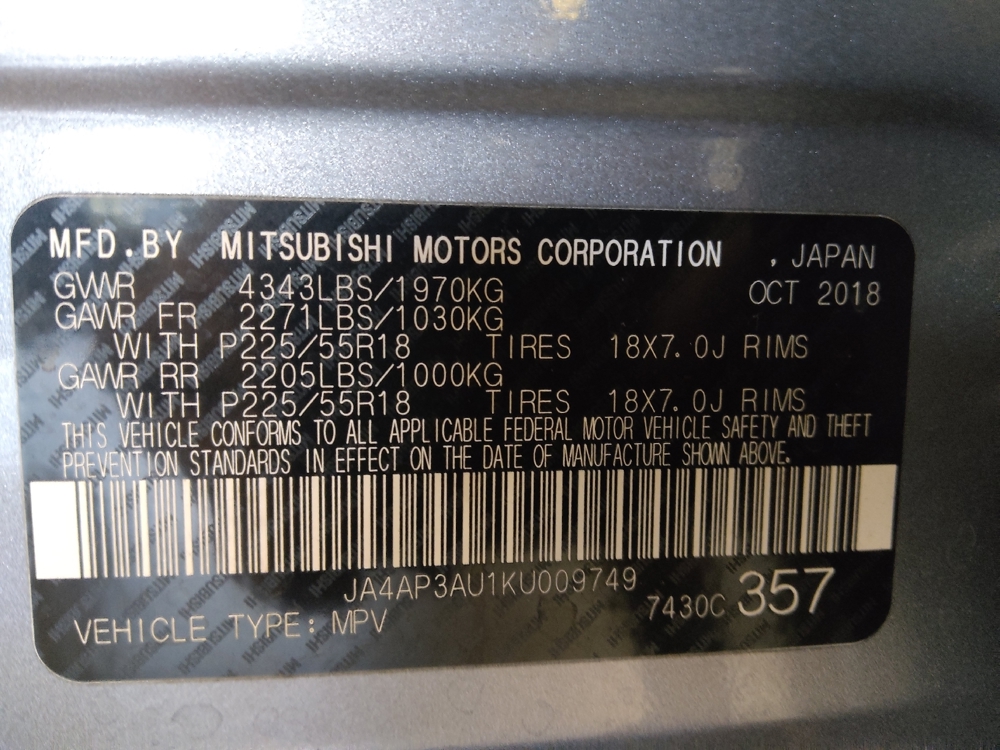 MFD.BY MITSUBISHI MOTORS CORPORATION , JAPAN
GVWR 4343LBS/1970KG OCT 2018
GAWR FR 2271LBS/1030KG
WITH P225/55R18 TIRES 18X7.0J RIMS
GAWR RR 2205LBS/1000KG
WITH P225/55R18 TIRES 18X7.0J RIMS
THIS VEHICLE CONFORMS TO ALL APPLICABLE FEDERAL MOTOR VEHICLE SAFETY AND THEFT
PREVENTION STANDARDS IN EFFECT ON THE DATE OF MANUFACTURE SHOWN ABOVE.
JA4AP3AU1KU009749
7430C 357
VEHICLE TYPE: MPV